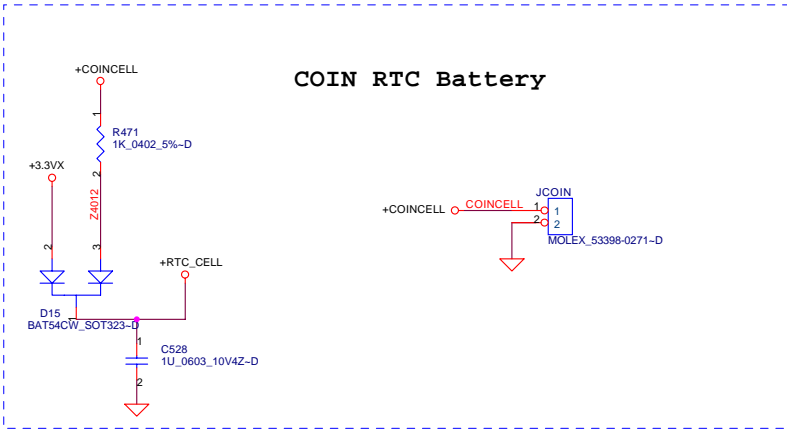 COIN RTC Battery
+COINCELL
1
R471
1K_0402_5%~D
2
Z4012
+3.3VX
2
3
+RTC_CELL
D15
1
BAT54CW_SOT323~D
1
C528
1U_0603_10V4Z~D
2
JCOIN
+COINCELL
COINCELL
1
1
2
2
MOLEX_53398-0271~D